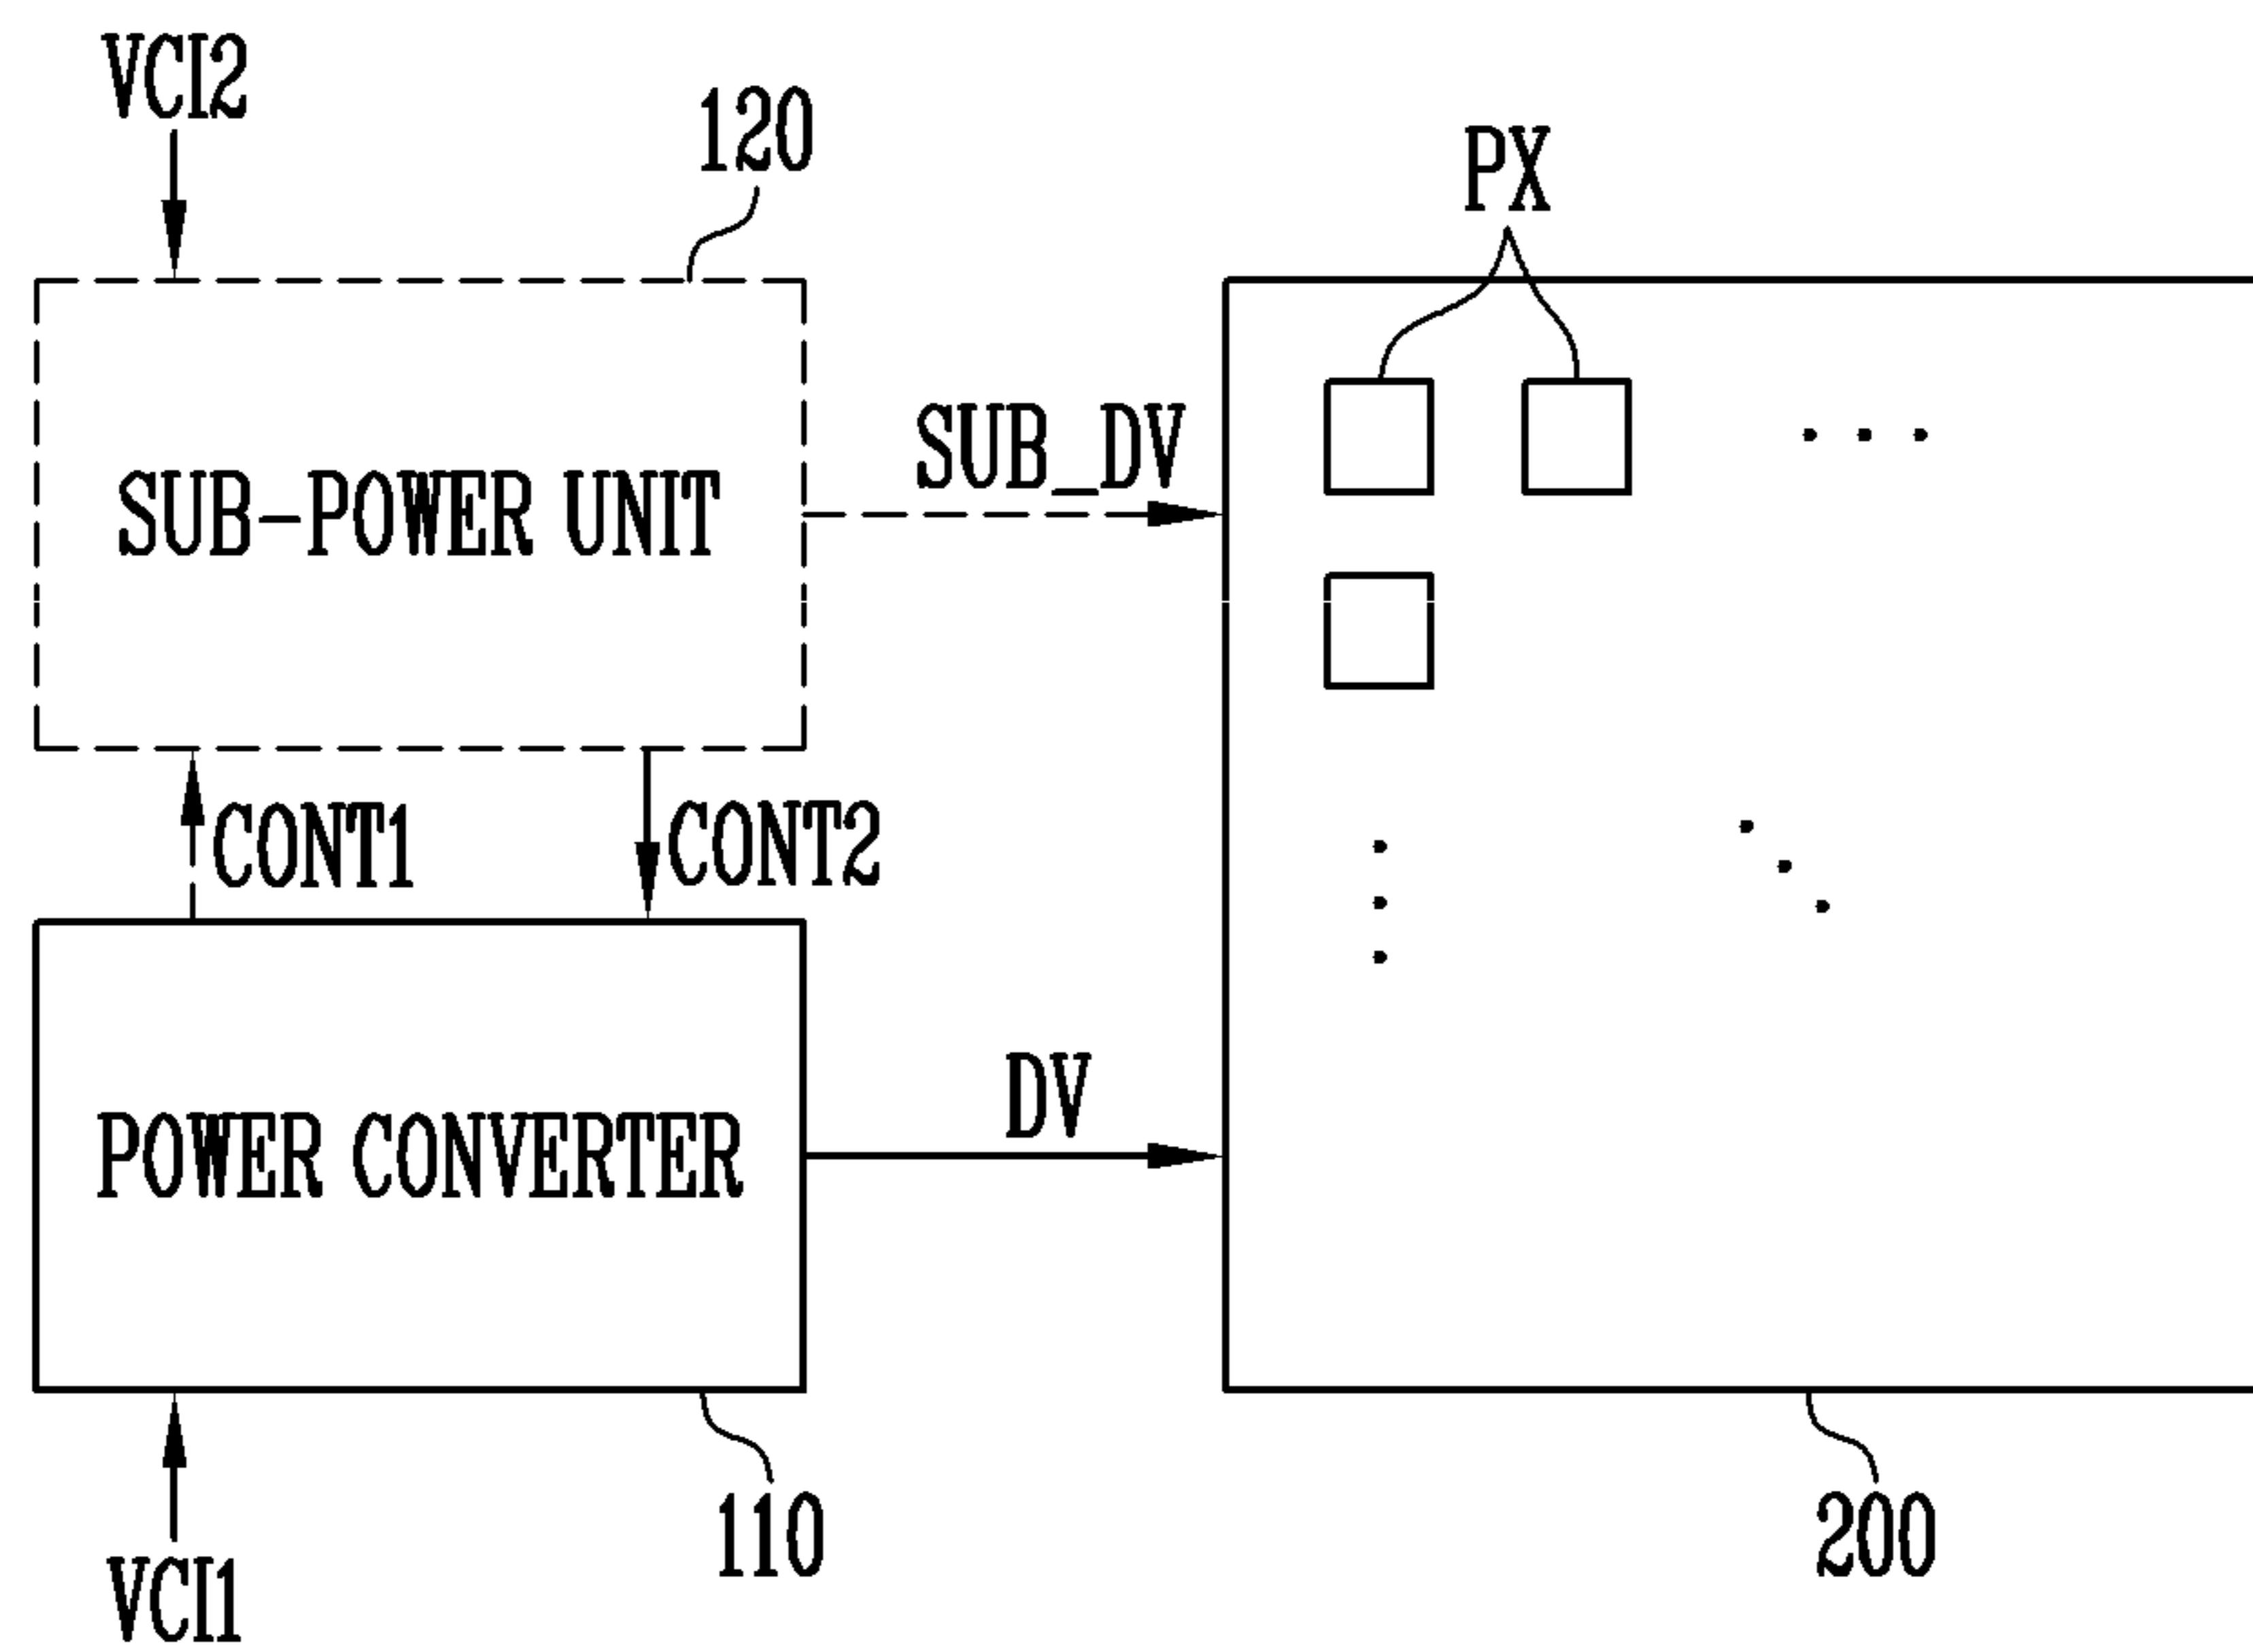 VCI2
120
PX
SUB_DV
SUB-POWER UNIT
CONT1
CONT2
DV
POWER CONVERTER
110
200
VCI1